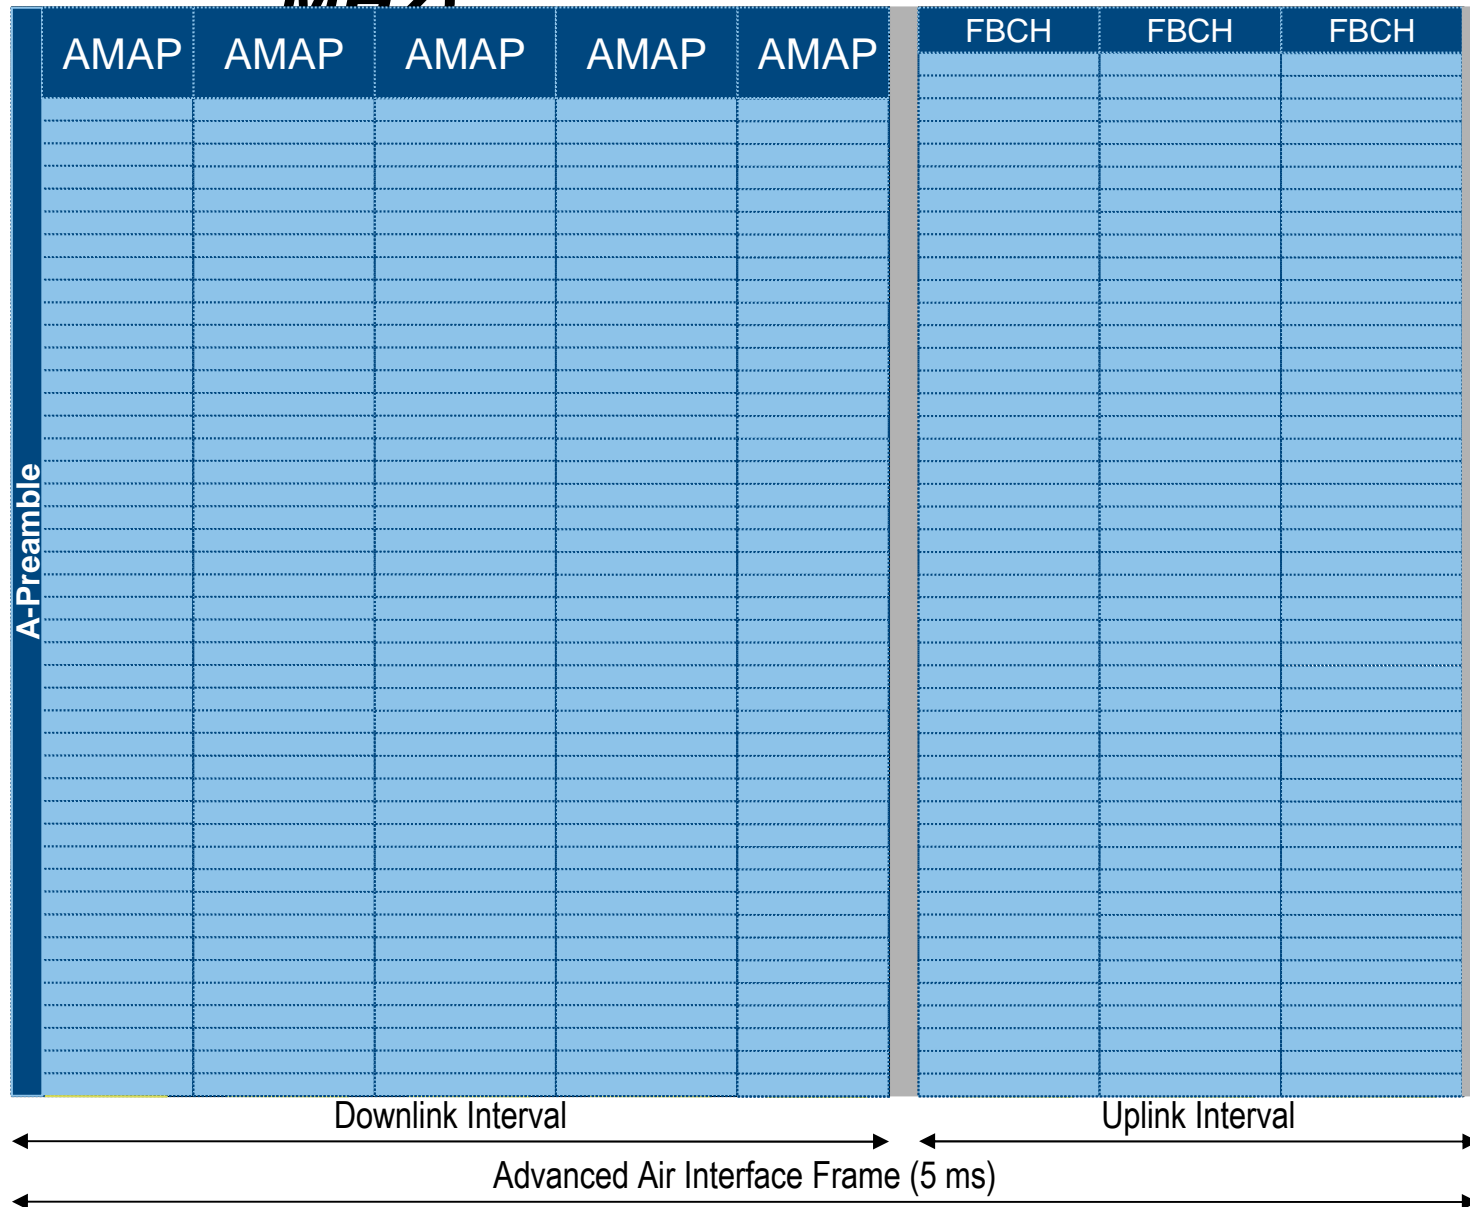 AMAP AMAP AMAP AMAP AMAP FBCH FBCH FBCH
A-Preamble
Downlink Interval Uplink Interval
Advanced Air Interface Frame (5 ms)